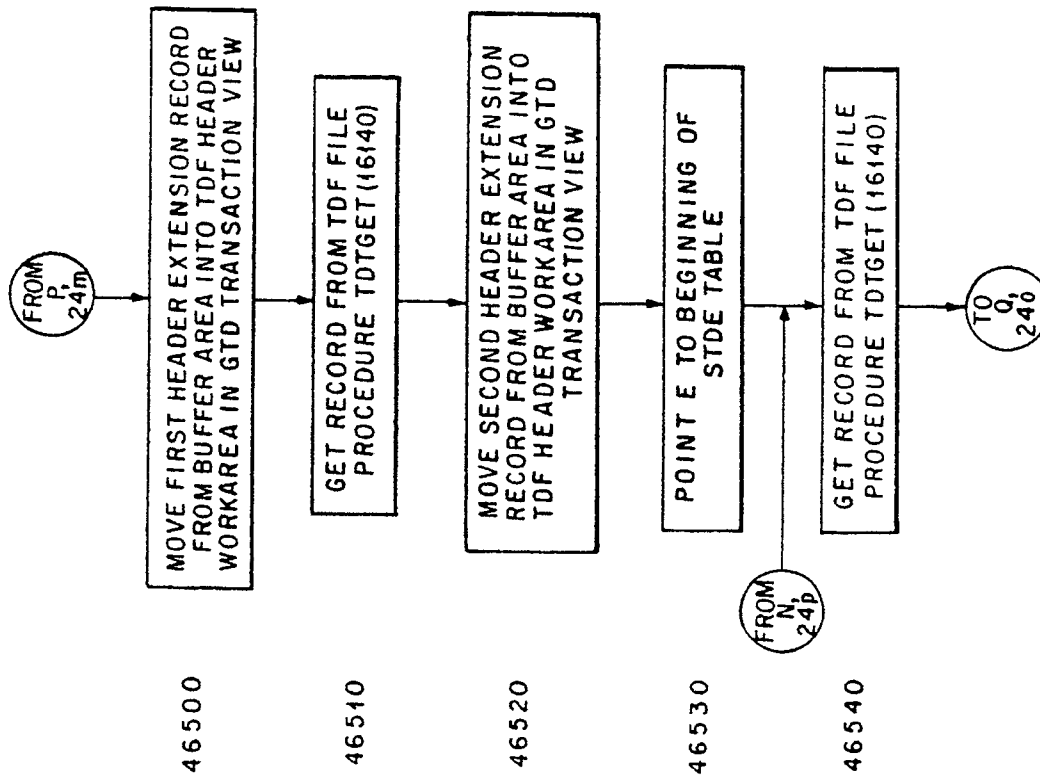 FROM
P,
24m
46500
MOVE FIRST HEADER EXTENSION RECORD
FROM BUFFER AREA INTO TDF HEADER
WORKAREA IN GTD TRANSACTION VIEW
46510
GET RECORD FROM TDF FILE
PROCEDURE TDTGET (16140)
46520
MOVE SECOND HEADER EXTENSION
RECORD FROM BUFFER AREA INTO
TDF HEADER WORKAREA IN GTD
TRANSACTION VIEW
46530
POINT E TO BEGINNING OF
STDE TABLE
FROM
N,
24p
46540
GET RECORD FROM TDF FILE
PROCEDURE TDTGET (16140)
TO
Q,
24o